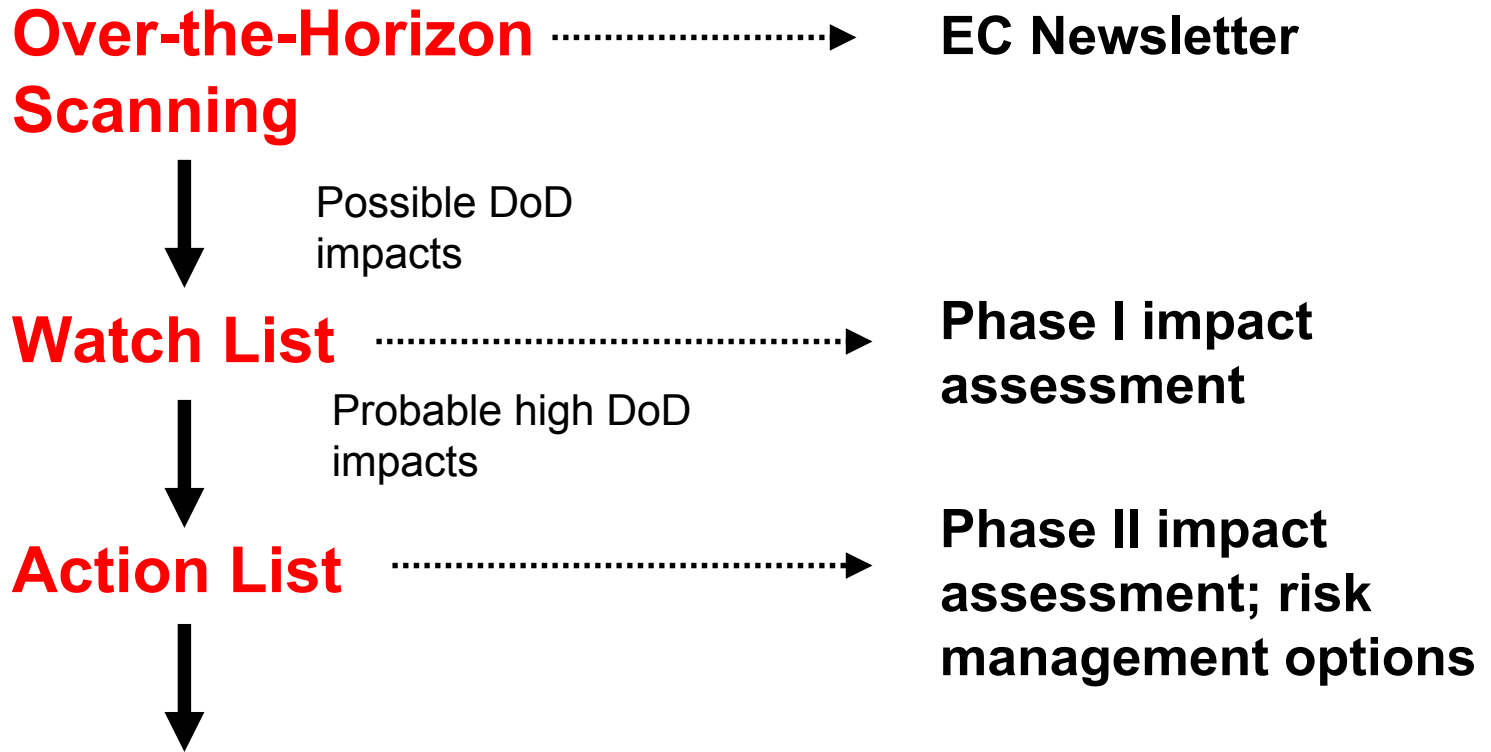 Over-the-Horizon
Scanning
EC Newsletter
Possible DoD
impacts
Watch List
Phase I impact
assessment
Probable high DoD
impacts
Action List
Phase II impact
assessment; risk
management options